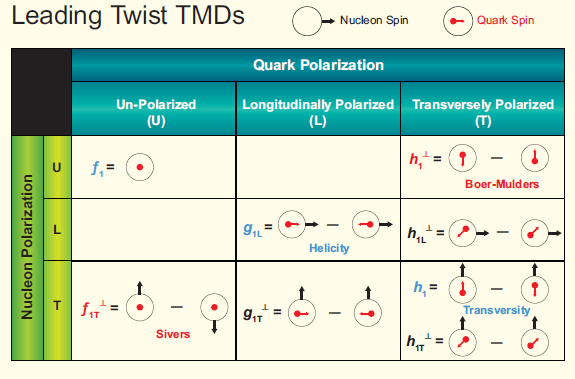 Leading Twist TMDs
Nucleon Spin
Quark Spin
Quark Polarization
Un-Polarized
(U)
Longitudinally Polarized
(L)
Transversely Polarized
(T)
Nucleon Polarization
U
f₁ =
h₁^⊥ = —
Boer-Mulders
L
g₁L = —
Helicity
h₁L^⊥ = —
T
f₁T^⊥ = —
Sivers
g₁T^⊥ = —
h₁ = —
Transversity
h₁T^⊥ = —